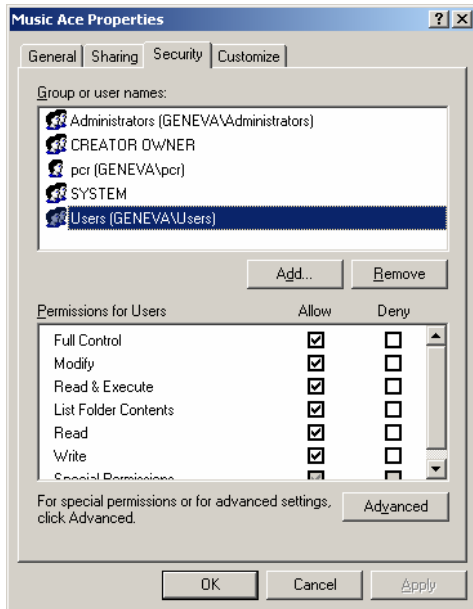 Music Ace Properties
General Sharing Security Customize
Group or user names:
Administrators (GENEVA\Administrators)
CREATOR OWNER
pcr (GENEVA\pcr)
SYSTEM
Users (GENEVA\Users)
Add... Remove
Permissions for Users Allow Deny
Full Control
Modify
Read & Execute
List Folder Contents
Read
Write
Special Permissions
For special permissions or for advanced settings,
click Advanced.
Advanced
OK Cancel Apply